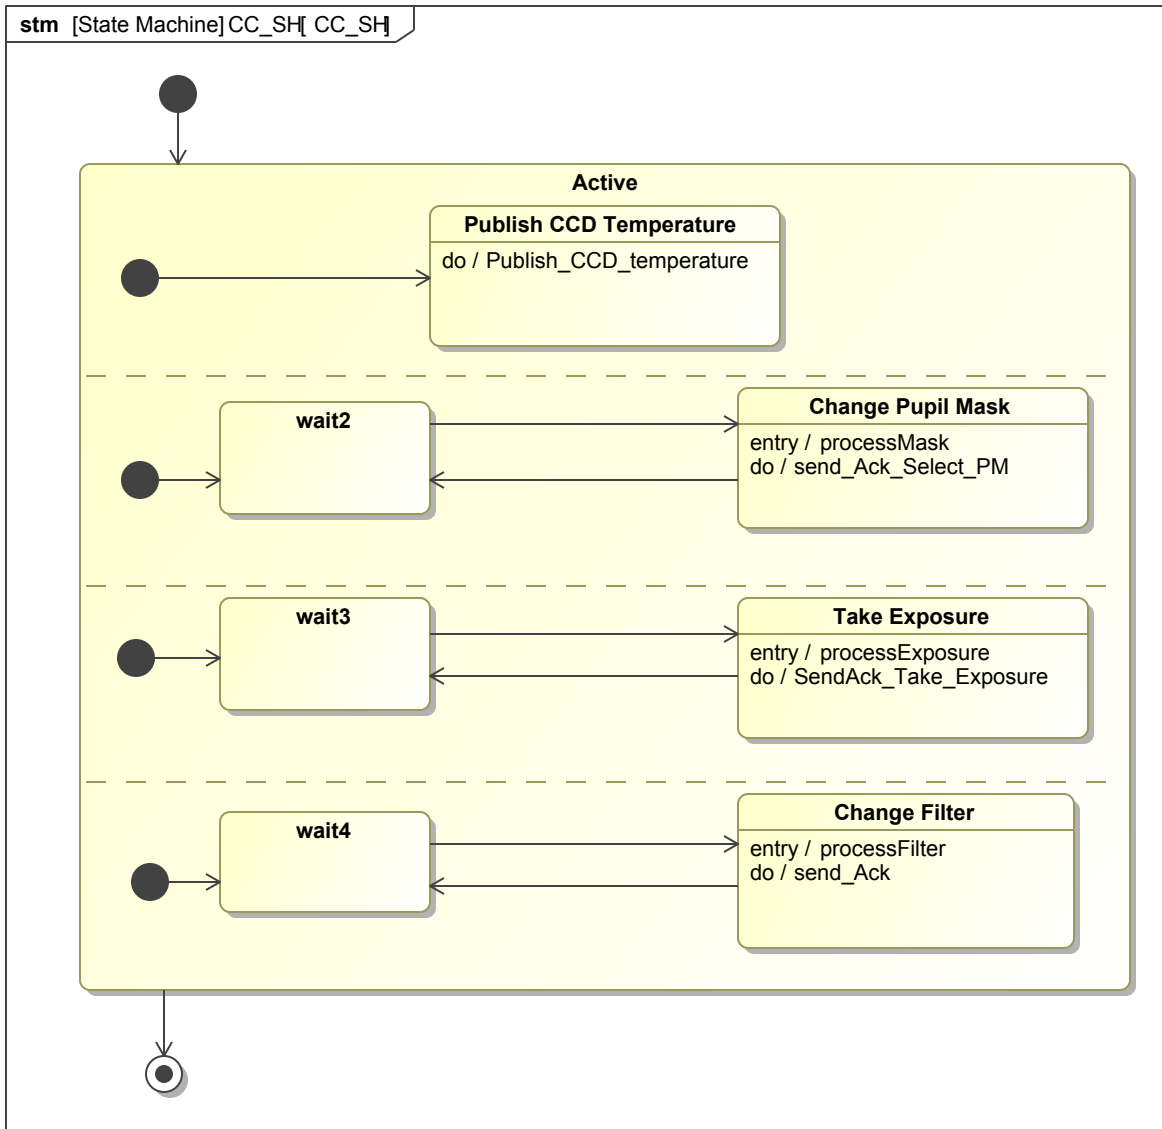 stm [State Machine] CC_SH[ CC_SH]
Active
Publish CCD Temperature
do / Publish_CCD_temperature
wait2
Change Pupil Mask
entry / processMask
do / send_Ack_Select_PM
wait3
Take Exposure
entry / processExposure
do / SendAck_Take_Exposure
wait4
Change Filter
entry / processFilter
do / send_Ack